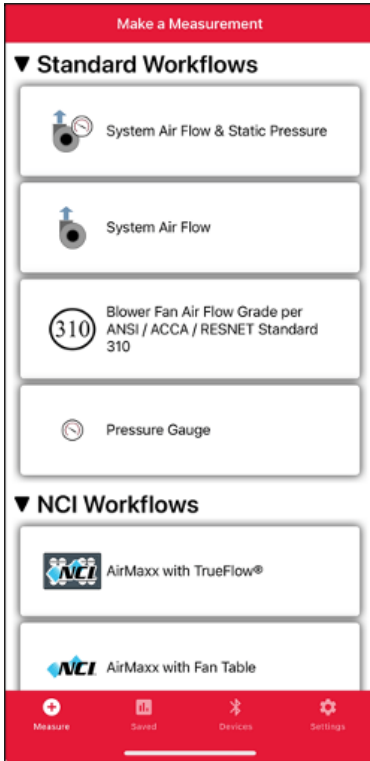 Make a Measurement
▼ Standard Workflows
System Air Flow & Static Pressure
System Air Flow
310
Blower Fan Air Flow Grade per
ANSI / ACCA / RESNET Standard
310
Pressure Gauge
▼ NCI Workflows
NCI
AirMaxx with TrueFlow®
NCI
AirMaxx with Fan Table
Measure
Saved
Devices
Settings